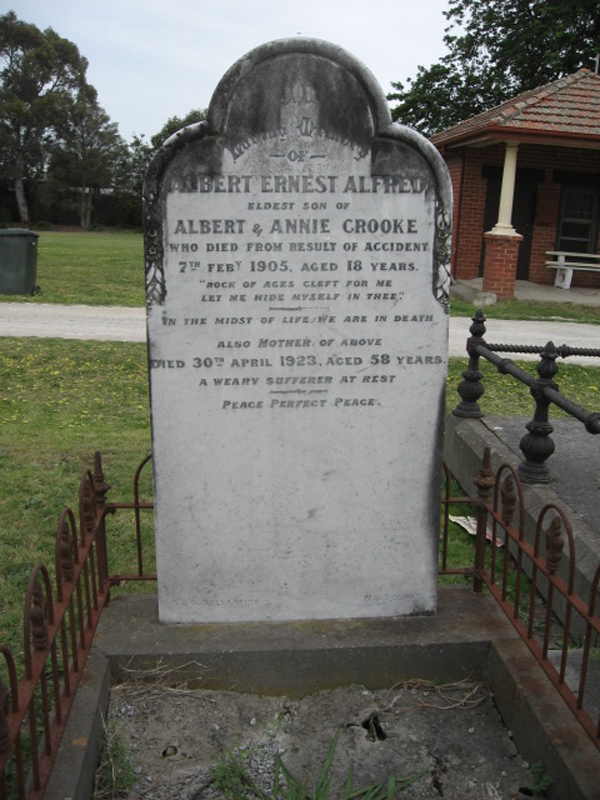 Loving Memory
OF
ALBERT ERNEST ALFRED
ELDEST SON OF
ALBERT & ANNIE CROOKE
WHO DIED FROM RESULT OF ACCIDENT
7TH FEBY 1905, AGED 18 YEARS.
"ROCK OF AGES CLEFT FOR ME
LET ME HIDE MYSELF IN THEE"
IN THE MIDST OF LIFE WE ARE IN DEATH
ALSO MOTHER OF ABOVE
DIED 30TH APRIL 1923, AGED 58 YEARS.
A WEARY SUFFERER AT REST
PEACE PERFECT PEACE.